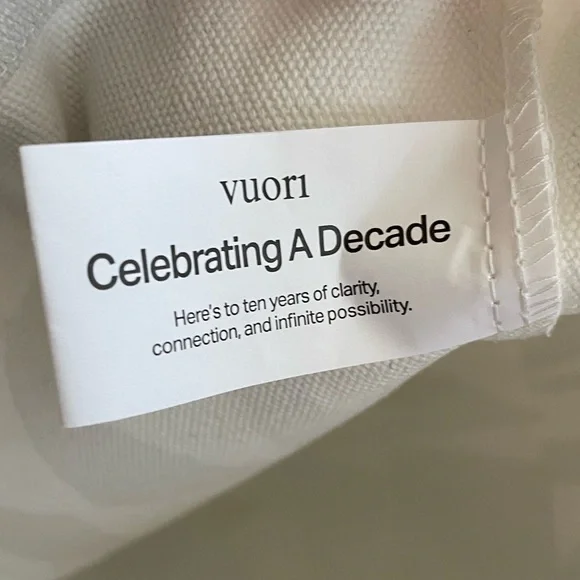 vuori
Celebrating A Decade
Here's to ten years of clarity,
connection, and infinite possibility.